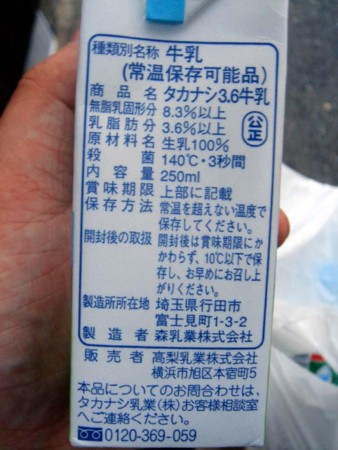 種類別名称 牛乳
(常温保存可能品)
商品名 タカナシ3.6牛乳
無脂乳固形分 8.3%以上
乳脂肪分 3.6%以上
公正
原材料名 生乳100%
殺菌 140℃・3秒間
内容量 250ml
賞味期限 上部に記載
保存方法 常温を超えない温度で
保存してください。
開封後の取扱 開封後は賞味期限にか
かわらず、10℃以下で保
存し、お早めにお召し上
がりください。
製造所所在地 埼玉県行田市
富士見町1-3-2
製造者 森乳業株式会社
販売者 高梨乳業株式会社
横浜市旭区本宿町5
本品についてのお問合わせは、
タカナシ乳業(株)お客様相談室
へご連絡ください。
0120-369-059